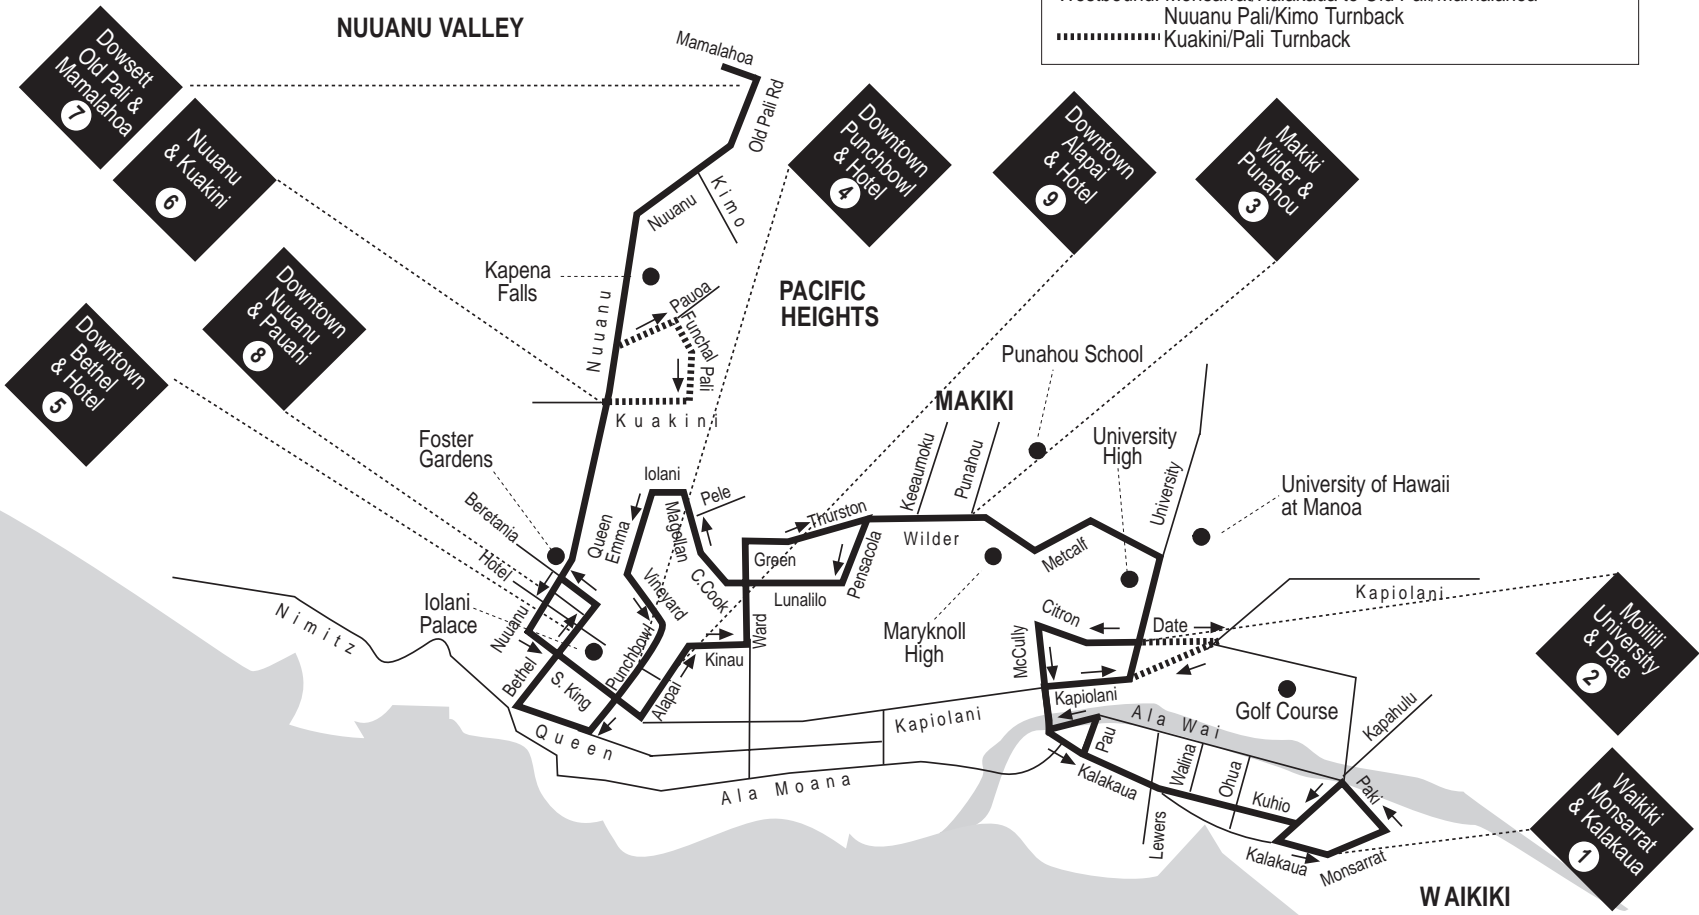 Nuuanu Pali/Kimo Turnback
Kuakini/Pali Turnback
NUUANU VALLEY
Mamalahoa
Old Pali Rd
Dowsett
Old Pali &
Mamalahoa
7
Nuuanu
& Kuakini
6
Downtown
Punchbowl
& Hotel
4
Downtown
Alapai
& Hotel
9
Makiki
Wilder &
Punahou
3
Kimo
Nuuanu
Kapena
Falls
Nuuanu
Pauoa
Funchal
Pali
Kuakini
PACIFIC
HEIGHTS
Downtown
Nuuanu
& Pauahi
8
Downtown
Bethel
& Hotel
5
Punahou School
MAKIKI
Keeaumoku
Punahou
University
High
University
University of Hawaii
at Manoa
Foster
Gardens
Beretania
Hotel
Iolani
Pele
Queen
Emma
Magellan
C.Cook
Vineyard
Thurston
Green
Pensacola
Lunalilo
Wilder
Metcalf
Maryknoll
High
Kapiolani
Nimitz
Iolani
Palace
Nuuanu
Bethel
S. King
Punchbowl
Alapai
Kinau
Ward
Queen
Citron
Date
McCully
Kapiolani
Kapiolani
Ala Moana
Ala Wai
Golf Course
Kapahulu
Moiliili
University
& Date
2
Pau
Kalakaua
Walina
Ohua
Lewers
Kuhio
Paki
Kalakaua
Monsarrat
Waikiki
Monsarrat
& Kalakaua
1
WAIKIKI